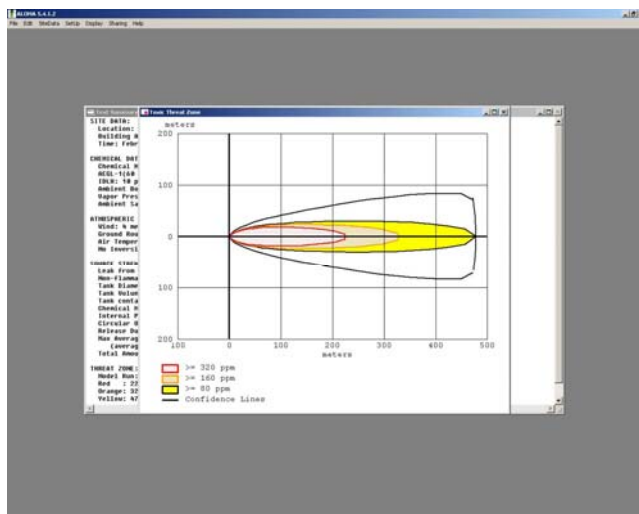 ALOHA 5.4.1.2
File Edit SiteData SetUp Display Sharing Help
Text Summary
Toxic Threat Zone
SITE DATA:
Location:
Building A
Time: Febr
CHEMICAL DAT
Chemical N
AEGL-1(60
IDLH: 10 p
Ambient Bo
Vapor Pres
Ambient Sa
ATMOSPHERIC
Wind: 4 me
Ground Rou
Air Temper
No Inversi
SOURCE STREN
Leak from
Non-Flamma
Tank Diame
Tank Volum
Tank conta
Chemical M
Internal P
Circular O
Release Du
Max Averag
(averag
Total Amou
THREAT ZONE:
Model Run:
Red : 22
Orange: 32
Yellow: 47
meters
200
100
0
100
200
100 0 100 200 300 400 500
meters
>= 320 ppm
>= 160 ppm
>= 80 ppm
Confidence Lines